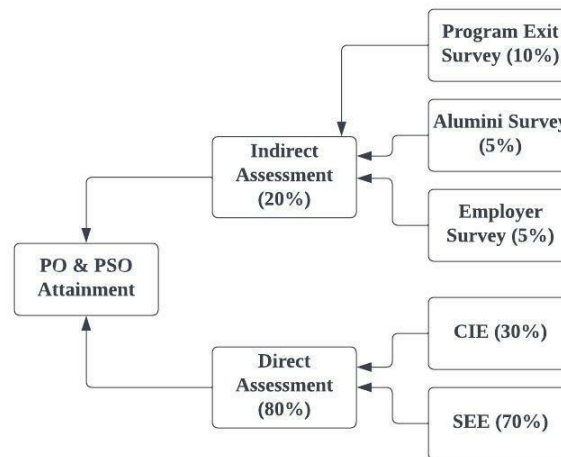 Program Exit
Survey (10%)
Alumini Survey
(5%)
Indirect
Assessment
(20%)
Employer
Survey (5%)
PO & PSO
Attainment
CIE (30%)
Direct
Assessment
(80%)
SEE (70%)